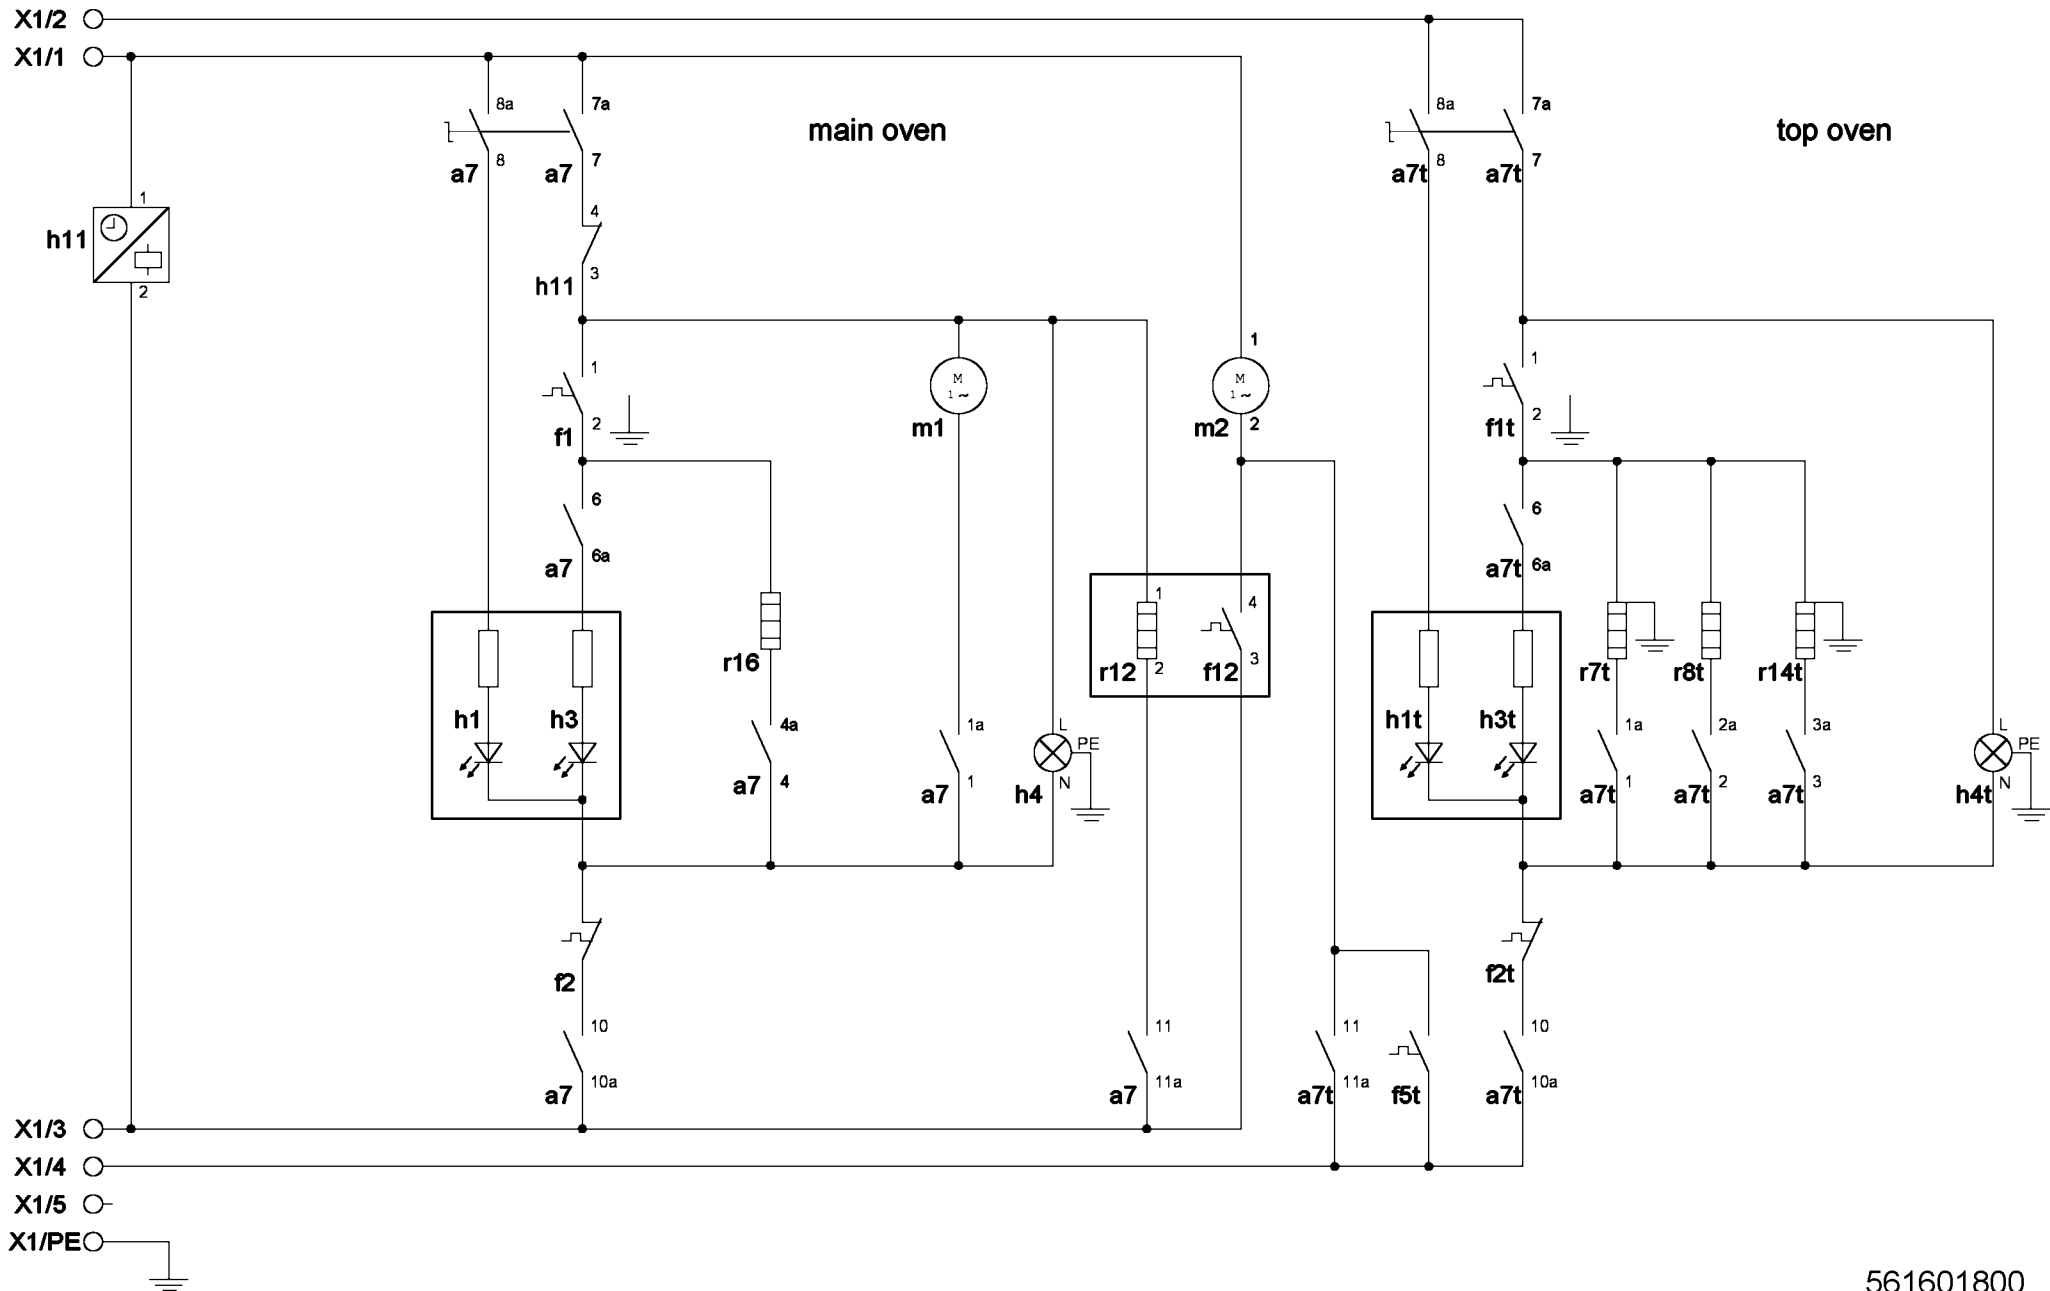 X1/2
X1/1
8a
7a
main oven
8a
7a
top oven
8
7
a7
a7
8
7
a7t
a7t
1
h11
2
4
3
h11
1
2
f1
M
1 ~
m1
1
M
1 ~
m2
2
1
2
f1t
6
6a
a7
6
6a
a7t
r16
1
r12
2
4
f12
3
r7t
r8t
r14t
h1
h3
4a
a7
4
1a
a7
1
L
PE
h4
N
h1t
h3t
1a
a7t
1
2a
a7t
2
3a
a7t
3
L
PE
h4t
N
f2
f2t
10
a7
10a
11
a7
11a
11
a7t
11a
f5t
10
a7t
10a
X1/3
X1/4
X1/5
X1/PE
561601800